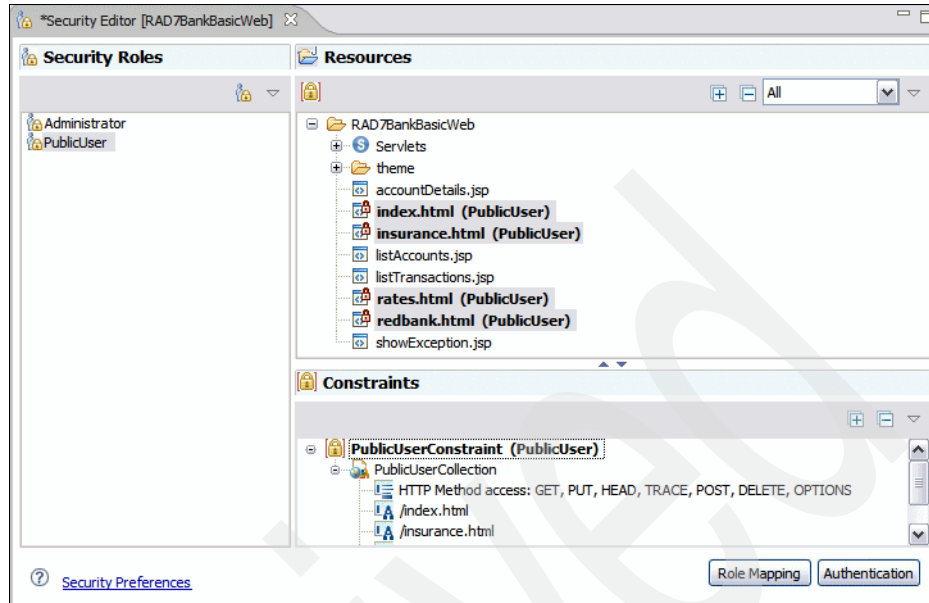 *Security Editor [RAD7BankBasicWeb]
Security Roles
Administrator
PublicUser
Resources
All
RAD7BankBasicWeb
Servlets
theme
accountDetails.jsp
index.html (PublicUser)
insurance.html (PublicUser)
listAccounts.jsp
listTransactions.jsp
rates.html (PublicUser)
redbank.html (PublicUser)
showException.jsp
Constraints
PublicUserConstraint (PublicUser)
PublicUserCollection
HTTP Method access: GET, PUT, HEAD, TRACE, POST, DELETE, OPTIONS
/index.html
/insurance.html
Security Preferences
Role Mapping
Authentication